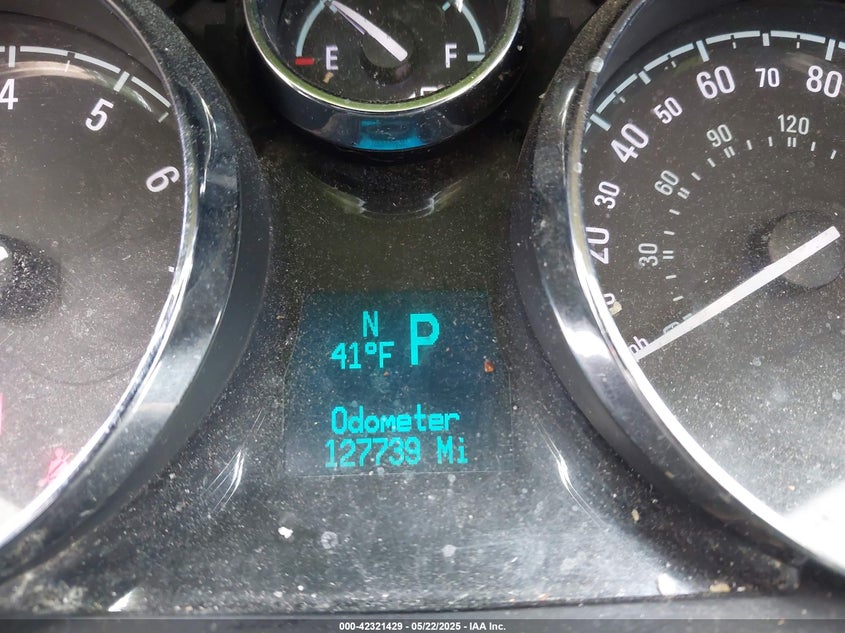 E F
4 5 6
20 30 40 50 60 70 80
30 60 90 120
N
41°F P
Odometer
127739 Mi
000-42321429 - 05/22/2025 - IAA Inc.